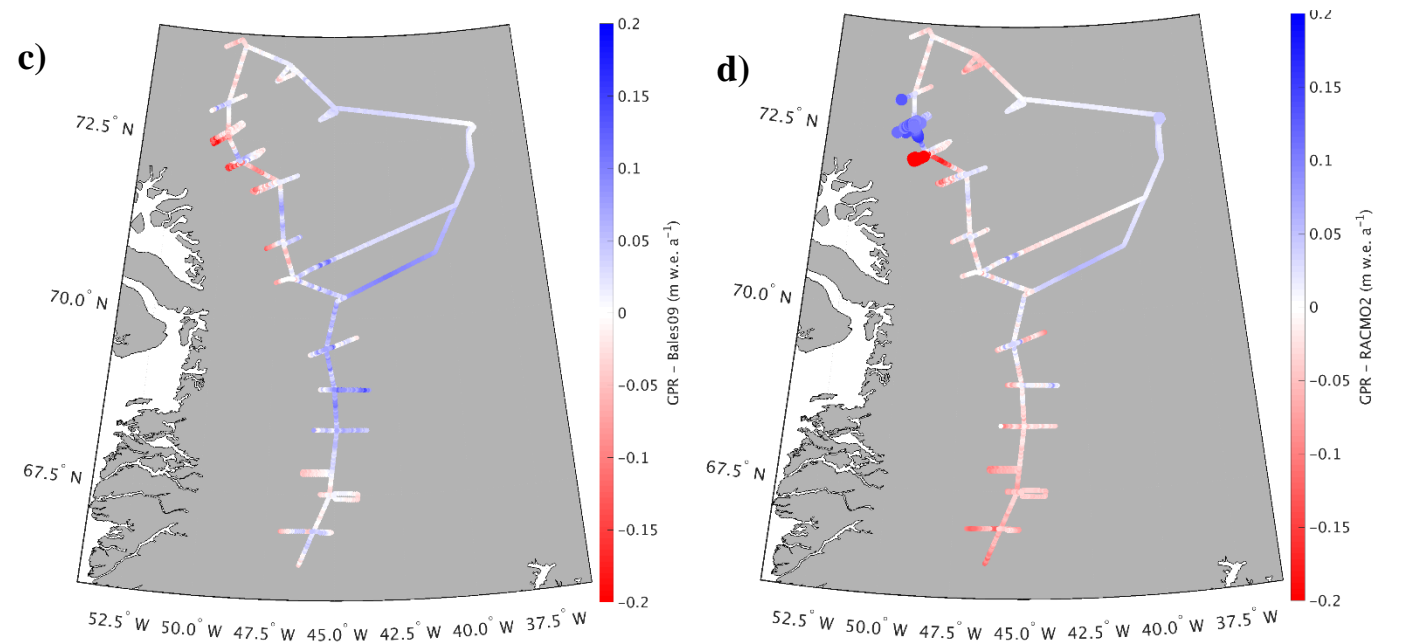 c)
72.5° N
70.0° N
67.5° N
52.5° W 50.0° W 47.5° W 45.0° W 42.5° W 40.0° W 37.5° W
0.2
0.15
0.1
0.05
0
−0.05
−0.1
−0.15
−0.2
GPR − Bales09 (m w.e. a−1)
d)
72.5° N
70.0° N
67.5° N
52.5° W 50.0° W 47.5° W 45.0° W 42.5° W 40.0° W 37.5° W
0.2
0.15
0.1
0.05
0
−0.05
−0.1
−0.15
−0.2
GPR − RACMO2 (m w.e. a−1)